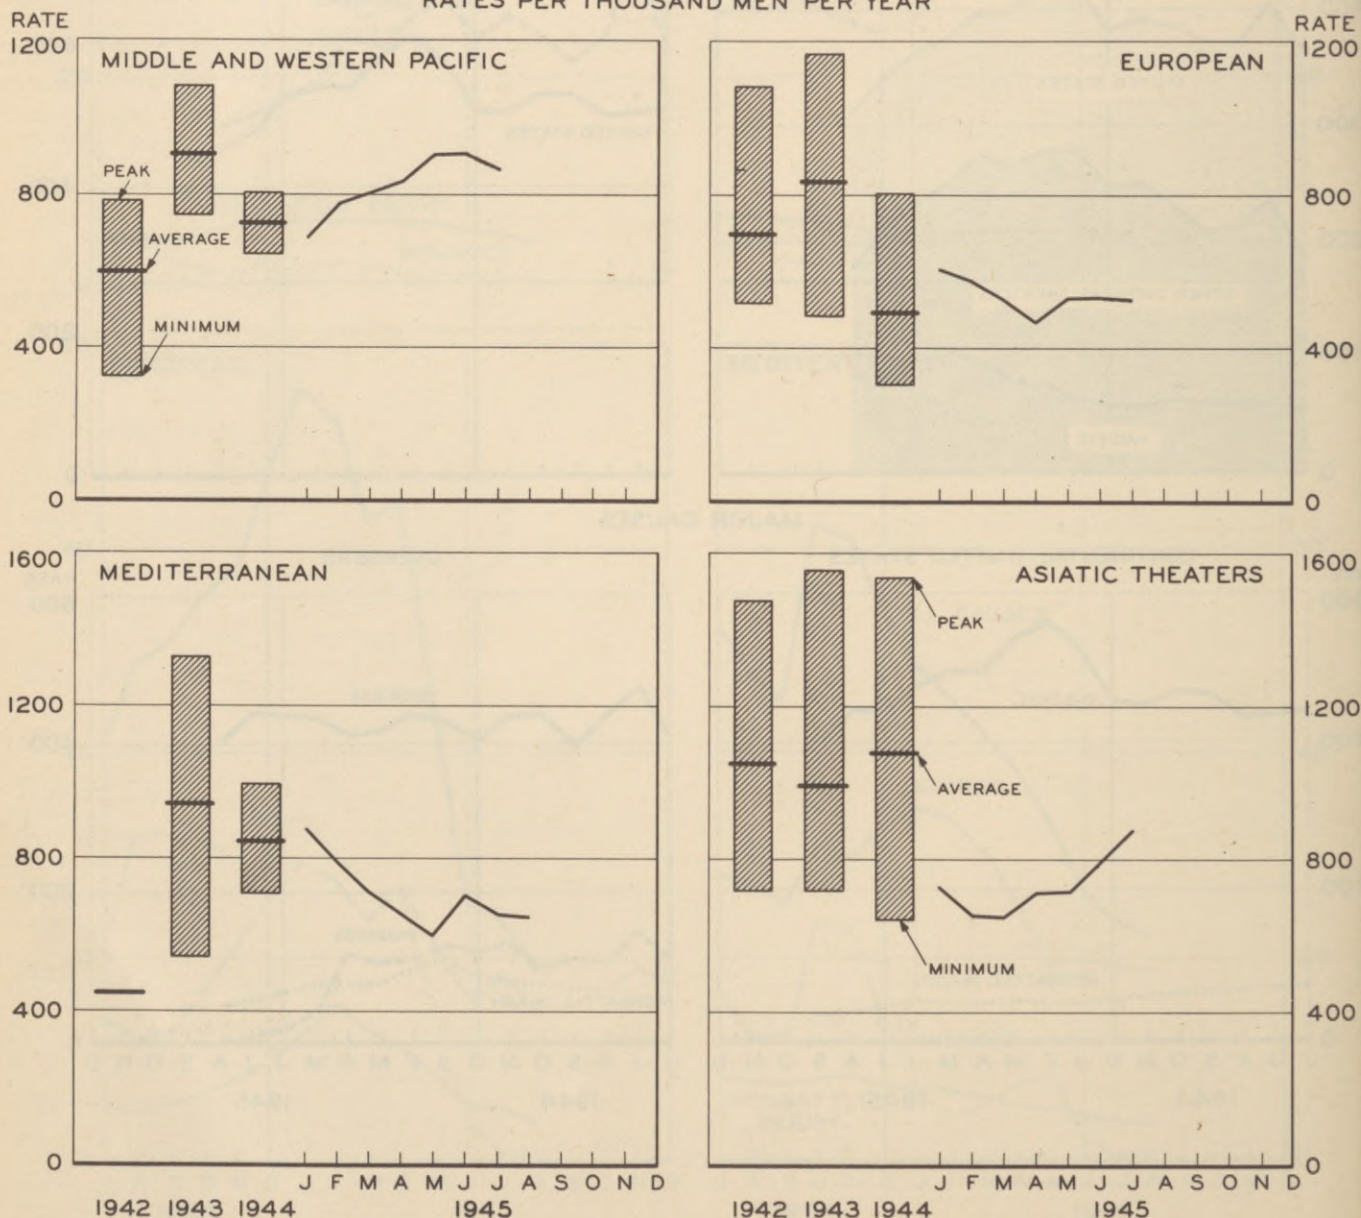 RATES PER THOUSAND MEN PER YEAR
RATE
RATE
1200
MIDDLE AND WESTERN PACIFIC
EUROPEAN
1200
PEAK
800
800
AVERAGE
MINIMUM
400
400
0
0
1600
MEDITERRANEAN
ASIATIC THEATERS
1600
PEAK
1200
1200
AVERAGE
800
800
MINIMUM
400
400
0
0
J F M A M J J A S O N D
J F M A M J J A S O N D
1942 1943 1944 1945
1942 1943 1944 1945